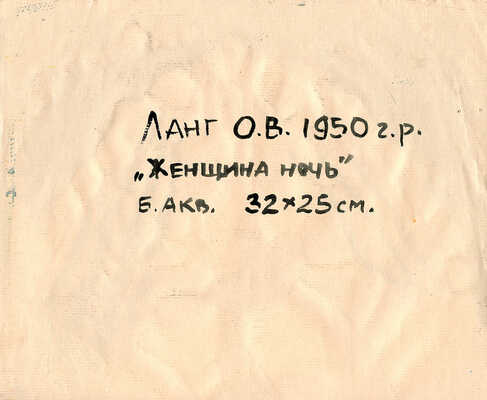 Ланг О.В. 1950 г.р.
„Женщина ночь"
Б. Акв. 32×25 см.